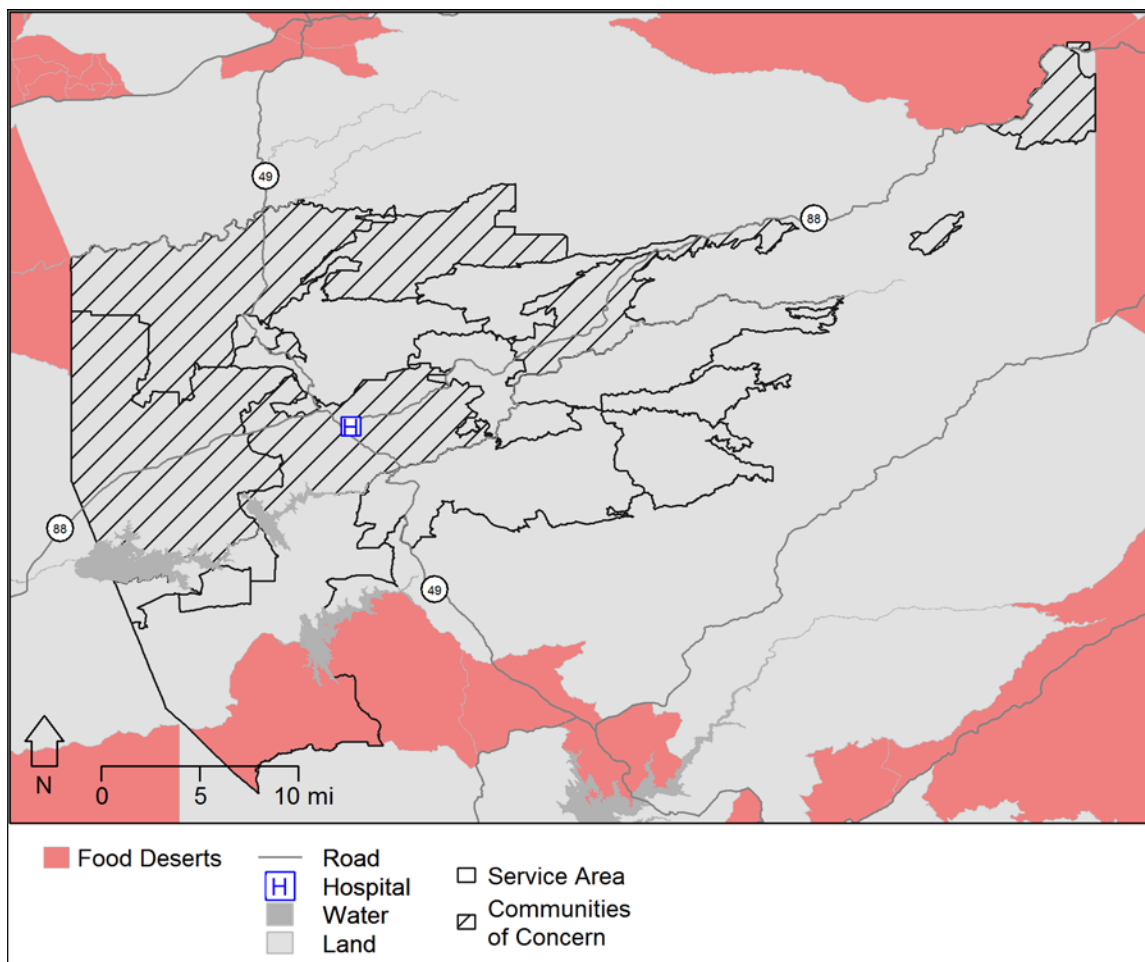 49
88
88
49
N
0 5 10 mi
H
Food Deserts
Road
H Hospital
Water
Land
Service Area
Communities
of Concern